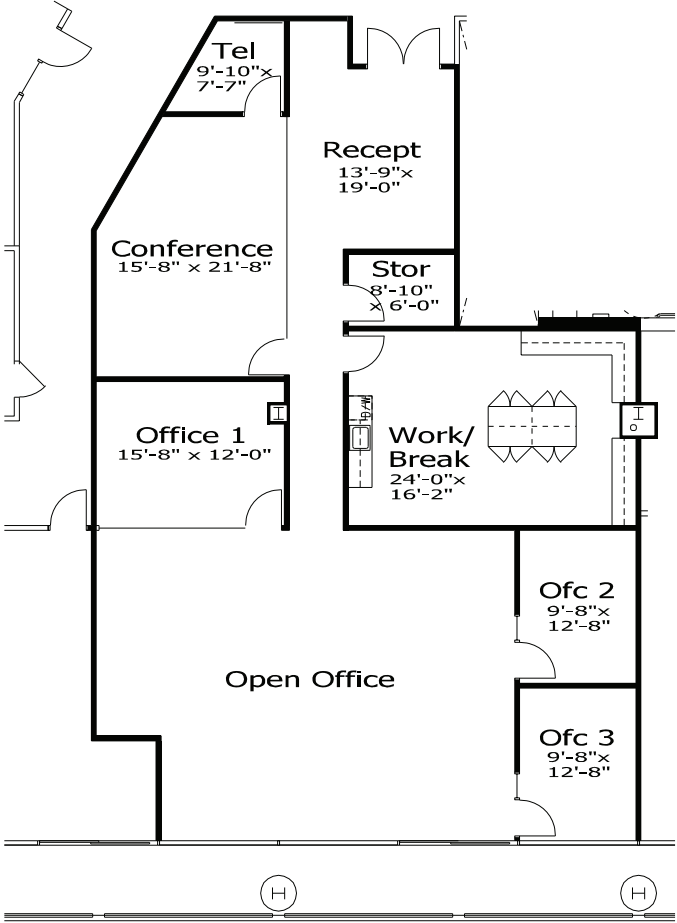 Tel
9'-10"x
7'-7"
Recept
13'-9"x
19'-0"
Conference
15'-8" x 21'-8"
Stor
8'-10"
x 6'-0"
Office 1
15'-8" x 12'-0"
D/W
Work/
Break
24'-0"x
16'-2"
Ofc 2
9'-8"x
12'-8"
Open Office
Ofc 3
9'-8"x
12'-8"